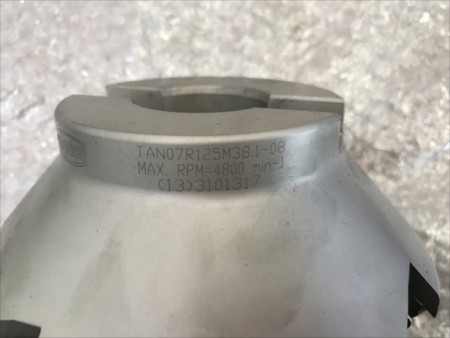 TAN07R125M38.1-08
MAX. RPM=4800 min-1
(13)3101317